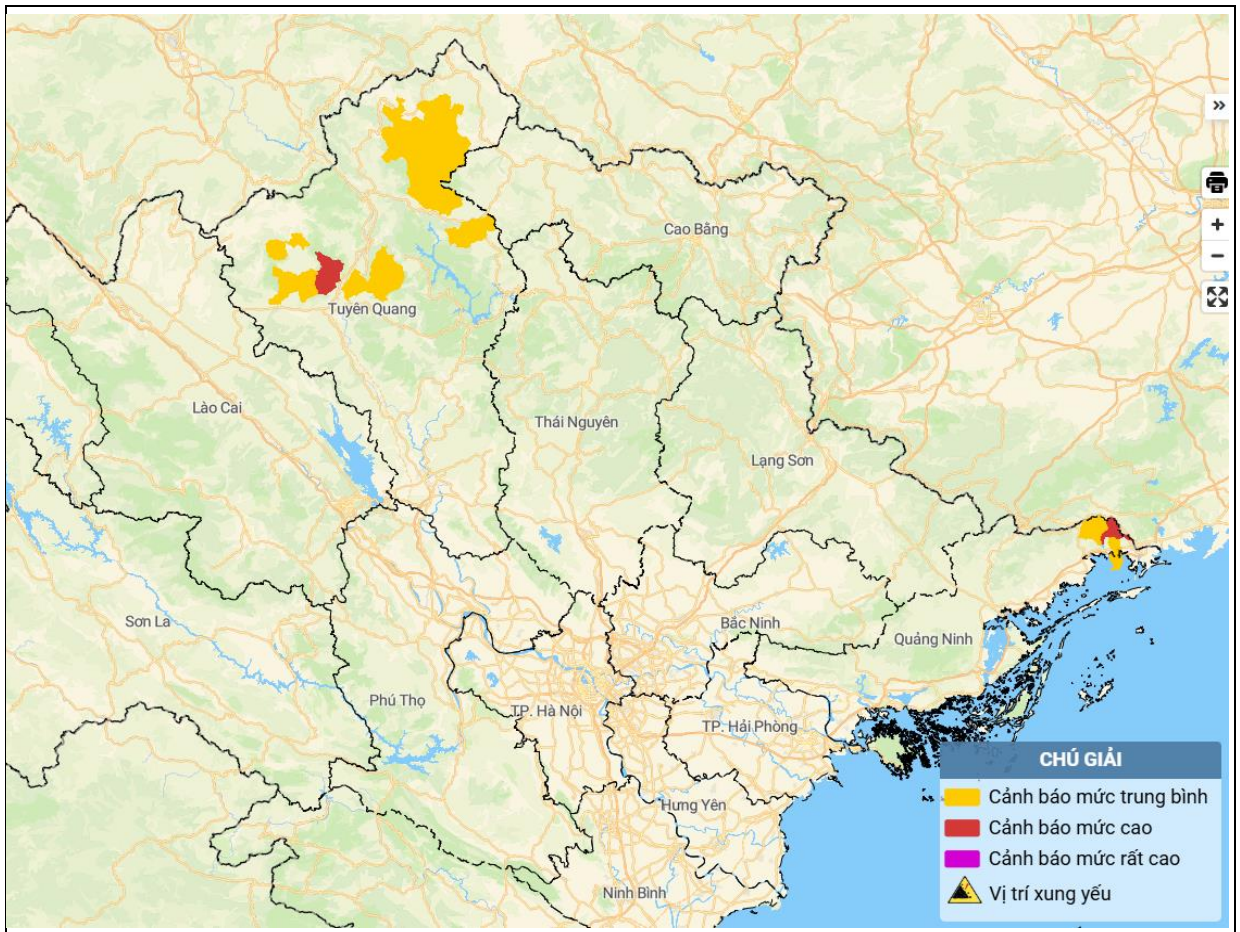 »
+
−
Cao Bằng
Tuyên Quang
Lào Cai
Thái Nguyên
Lạng Sơn
Sơn La
Bắc Ninh
Quảng Ninh
Phú Thọ
TP. Hà Nội
TP. Hải Phòng
Hưng Yên
Ninh Bình
CHÚ GIẢI
Cảnh báo mức trung bình
Cảnh báo mức cao
Cảnh báo mức rất cao
Vị trí xung yếu